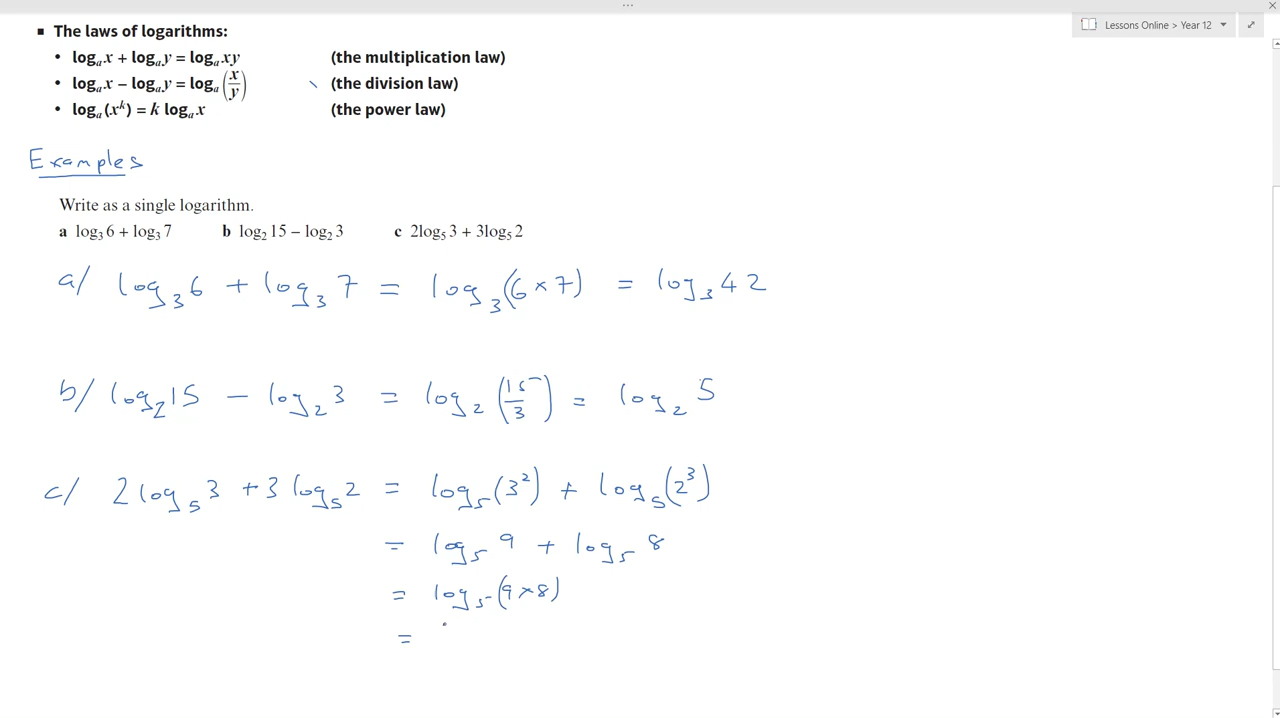 Lessons Online > Year 12
▪ The laws of logarithms:
• logₐx + logₐy = logₐxy (the multiplication law)
• logₐx − logₐy = logₐ(x/y) (the division law)
• logₐ(xᵏ) = k logₐx (the power law)
Examples
Write as a single logarithm.
a log₃6 + log₃7 b log₂15 − log₂3 c 2log₅3 + 3log₅2
a/ log₃6 + log₃7 = log₃(6×7) = log₃42
b/ log₂15 − log₂3 = log₂(15/3) = log₂5
c/ 2log₅3 + 3log₅2 = log₅(3²) + log₅(2³)
= log₅9 + log₅8
= log₅(9×8)
=